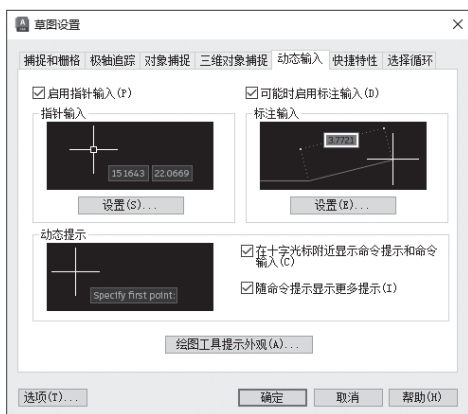 草图设置
捕捉和栅格 极轴追踪 对象捕捉 三维对象捕捉 动态输入 快捷特性 选择循环
启用指针输入(P) 可能时启用标注输入(D)
指针输入 标注输入
15.1643 22.0669
3.7721
设置(S)... 设置(E)...
动态提示
在十字光标附近显示命令提示和命令
输入(C)
Specify first point:
随命令提示显示更多提示(I)
绘图工具提示外观(A)...
选项(T)... 确定 取消 帮助(H)